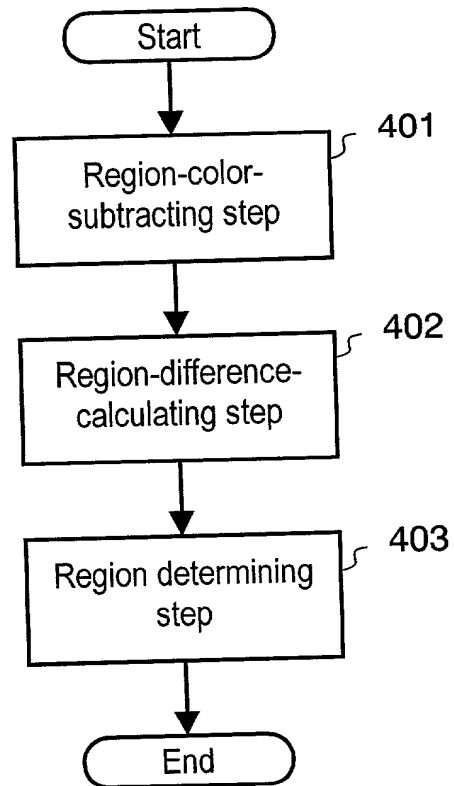 Start
401
Region-color-
subtracting step
402
Region-difference-
calculating step
403
Region determining
step
End